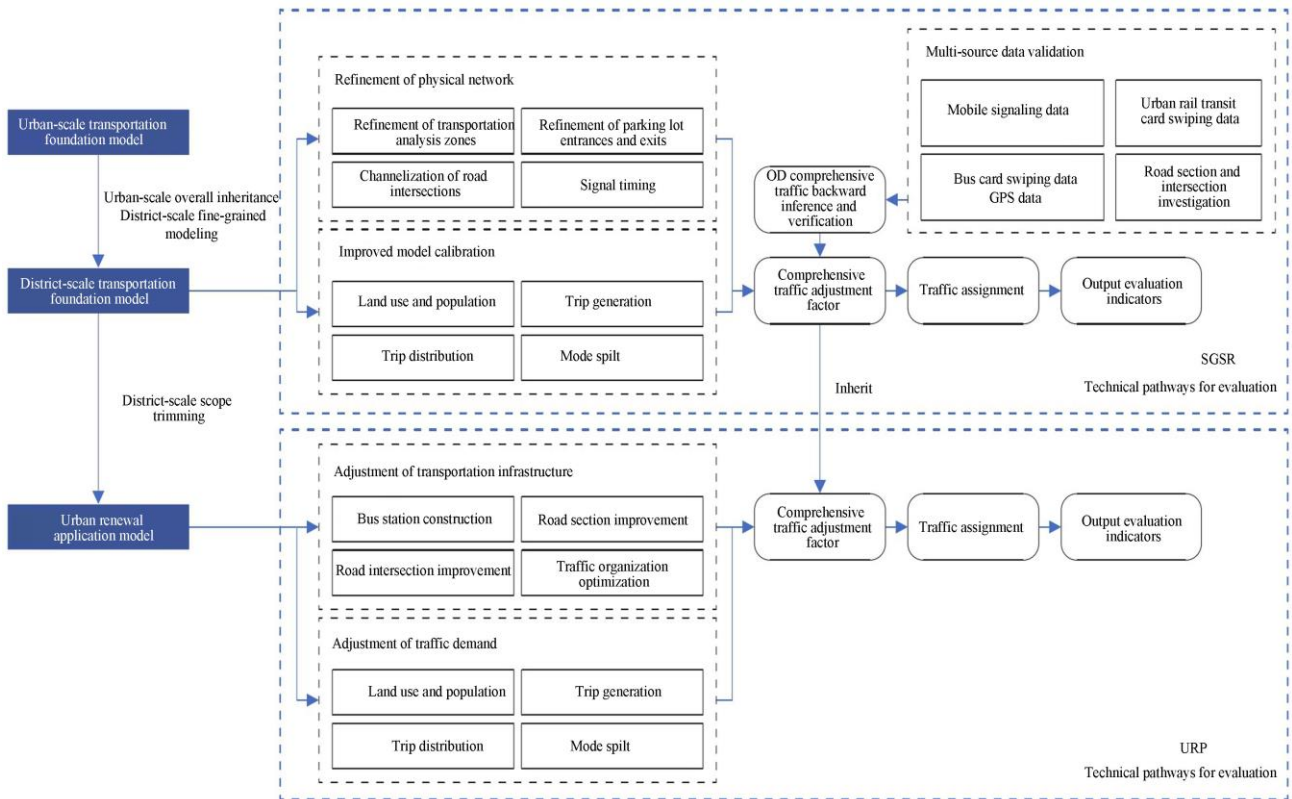 Urban-scale transportation
foundation model
Urban-scale overall inheritance
District-scale fine-grained
modeling
District-scale transportation
foundation model
District-scale scope
trimming
Urban renewal
application model
Refinement of physical network
Refinement of transportation
analysis zones
Refinement of parking lot
entrances and exits
Channelization of road
intersections
Signal timing
Improved model calibration
Land use and population
Trip generation
Trip distribution
Mode spilt
Multi-source data validation
Mobile signaling data
Urban rail transit
card swiping data
Bus card swiping data
GPS data
Road section and
intersection investigation
OD comprehensive
traffic backward
inference and
verification
Comprehensive
traffic adjustment
factor
Traffic assignment
Output evaluation
indicators
SGSR
Technical pathways for evaluation
Inherit
Adjustment of transportation infrastructure
Bus station construction
Road section improvement
Road intersection improvement
Traffic organization
optimization
Adjustment of traffic demand
Land use and population
Trip generation
Trip distribution
Mode spilt
Comprehensive
traffic adjustment
factor
Traffic assignment
Output evaluation
indicators
URP
Technical pathways for evaluation